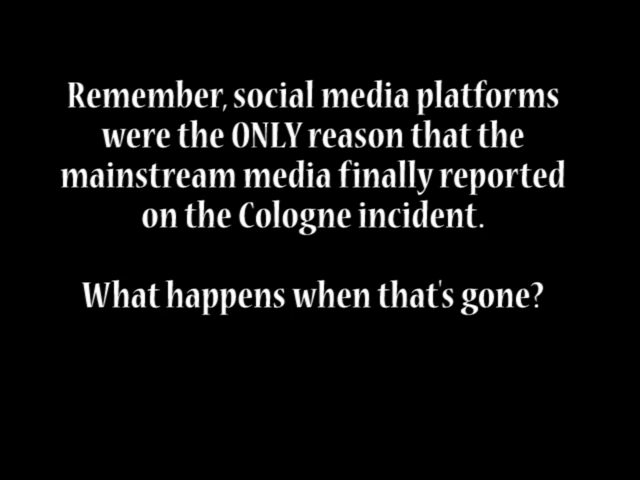 Remember, social media platforms
were the ONLY reason that the
mainstream media finally reported
on the Cologne incident.
What happens when that's gone?